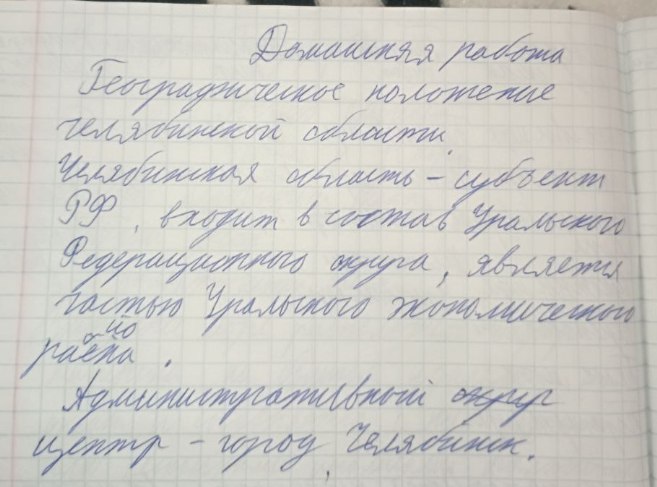 Домашняя работа
Географическое положение
челябинской области.
Челябинская область - субъект
РФ, входит в состав Уральского
Федерационного округа, является
частью Уральского экономического
района.
Административный округ
центр - город Челябинск.